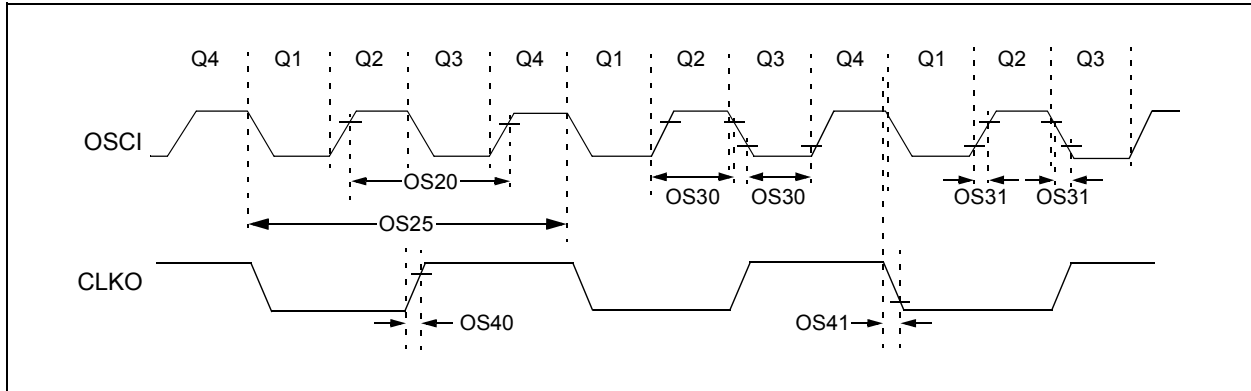 Q4 Q1 Q2 Q3 Q4 Q1 Q2 Q3 Q4 Q1 Q2 Q3
OSCI
OS20
OS30 OS30
OS31 OS31
OS25
CLKO
OS40
OS41